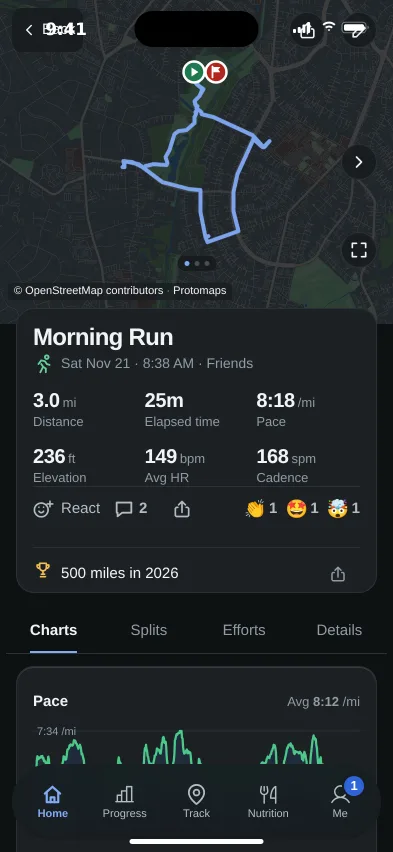 9:41
© OpenStreetMap contributors · Protomaps
Morning Run
Sat Nov 21 · 8:38 AM · Friends
3.0 mi 25m 8:18 /mi
Distance Elapsed time Pace
236 ft 149 bpm 168 spm
Elevation Avg HR Cadence
React 2 👏 1 🤩 1 🤯 1
500 miles in 2026
Charts Splits Efforts Details
Pace Avg 8:12 /mi
7:34 /mi
1
Home Progress Track Nutrition Me